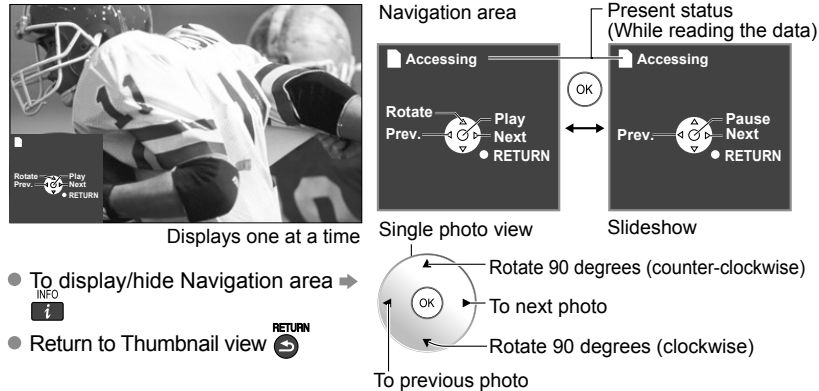 Navigation area
Present status
(While reading the data)
Accessing
Rotate
Play
Prev.
Next
RETURN
OK
Accessing
Pause
Prev.
Next
RETURN
11
Rotate
Play
Prev.
Next
RETURN
Displays one at a time
Single photo view
Slideshow
To display/hide Navigation area
INFO
i
Return to Thumbnail view
RETURN
Rotate 90 degrees (counter-clockwise)
OK
To next photo
Rotate 90 degrees (clockwise)
To previous photo